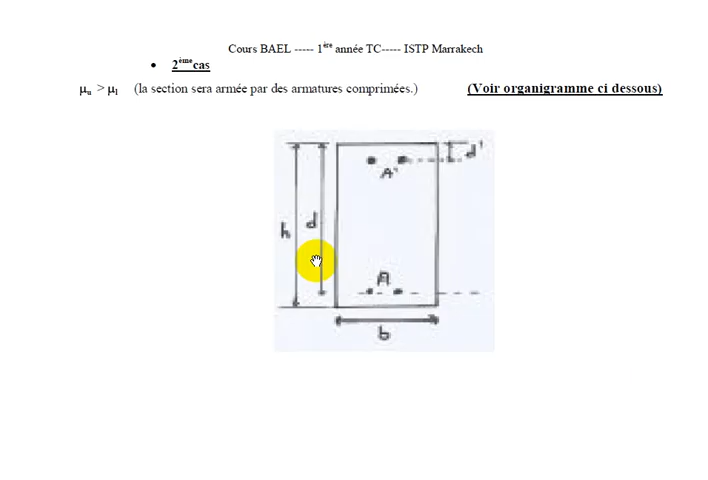 Cours BAEL ----- 1ère année TC----- ISTP Marrakech
• 2ème cas
μu > μl (la section sera armée par des armatures comprimées.) (Voir organigramme ci dessous)
d'
A'
h
d
A
b